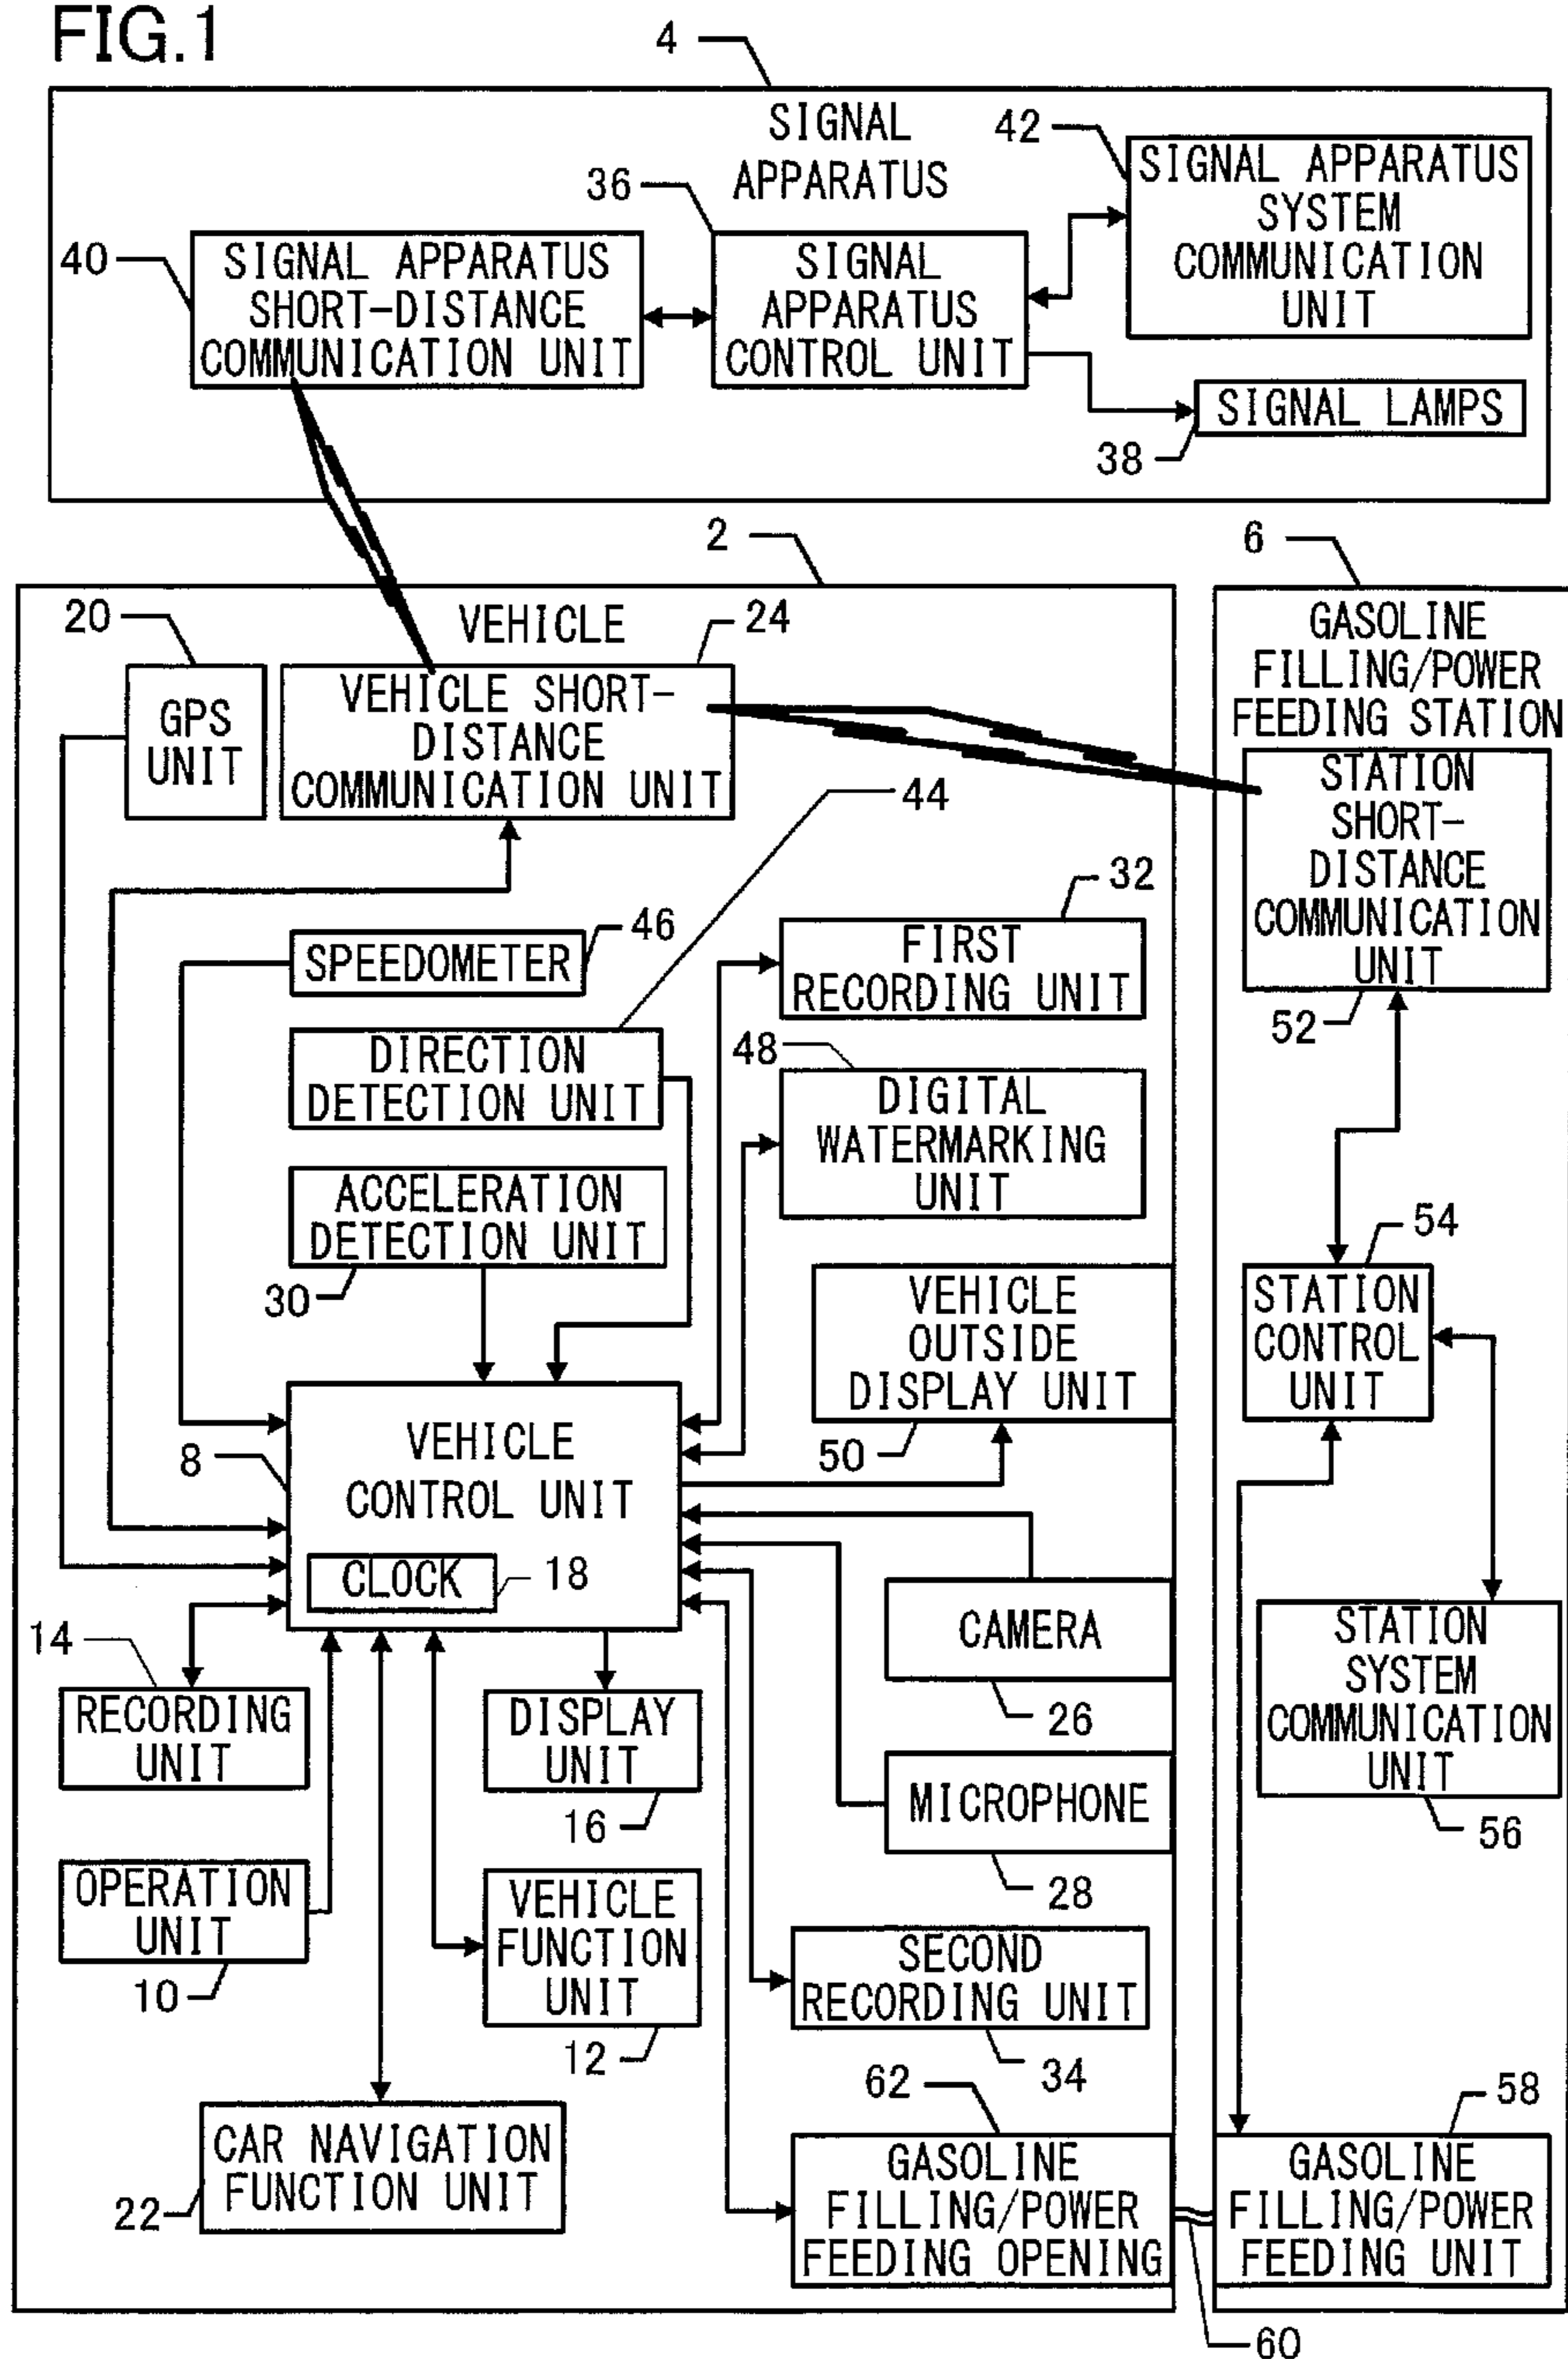 FIG.1
4
SIGNAL
APPARATUS
42
SIGNAL APPARATUS
SYSTEM
COMMUNICATION
UNIT
36
40
SIGNAL APPARATUS
SHORT-DISTANCE
COMMUNICATION UNIT
SIGNAL
APPARATUS
CONTROL UNIT
SIGNAL LAMPS
38
2
6
20
VEHICLE
24
GPS
UNIT
VEHICLE SHORT-
DISTANCE
COMMUNICATION UNIT
GASOLINE
FILLING/POWER
FEEDING STATION
44
STATION
SHORT-
DISTANCE
COMMUNICATION
UNIT
52
32
46
SPEEDOMETER
FIRST
RECORDING UNIT
DIRECTION
DETECTION UNIT
48
DIGITAL
WATERMARKING
UNIT
ACCELERATION
DETECTION UNIT
30
54
STATION
CONTROL
UNIT
VEHICLE
OUTSIDE
DISPLAY UNIT
50
8
VEHICLE
CONTROL UNIT
CLOCK
18
CAMERA
26
STATION
SYSTEM
COMMUNICATION
UNIT
56
14
RECORDING
UNIT
DISPLAY
UNIT
16
MICROPHONE
28
OPERATION
UNIT
10
VEHICLE
FUNCTION
UNIT
12
SECOND
RECORDING UNIT
34
62
58
CAR NAVIGATION
FUNCTION UNIT
22
GASOLINE
FILLING/POWER
FEEDING OPENING
GASOLINE
FILLING/POWER
FEEDING UNIT
60